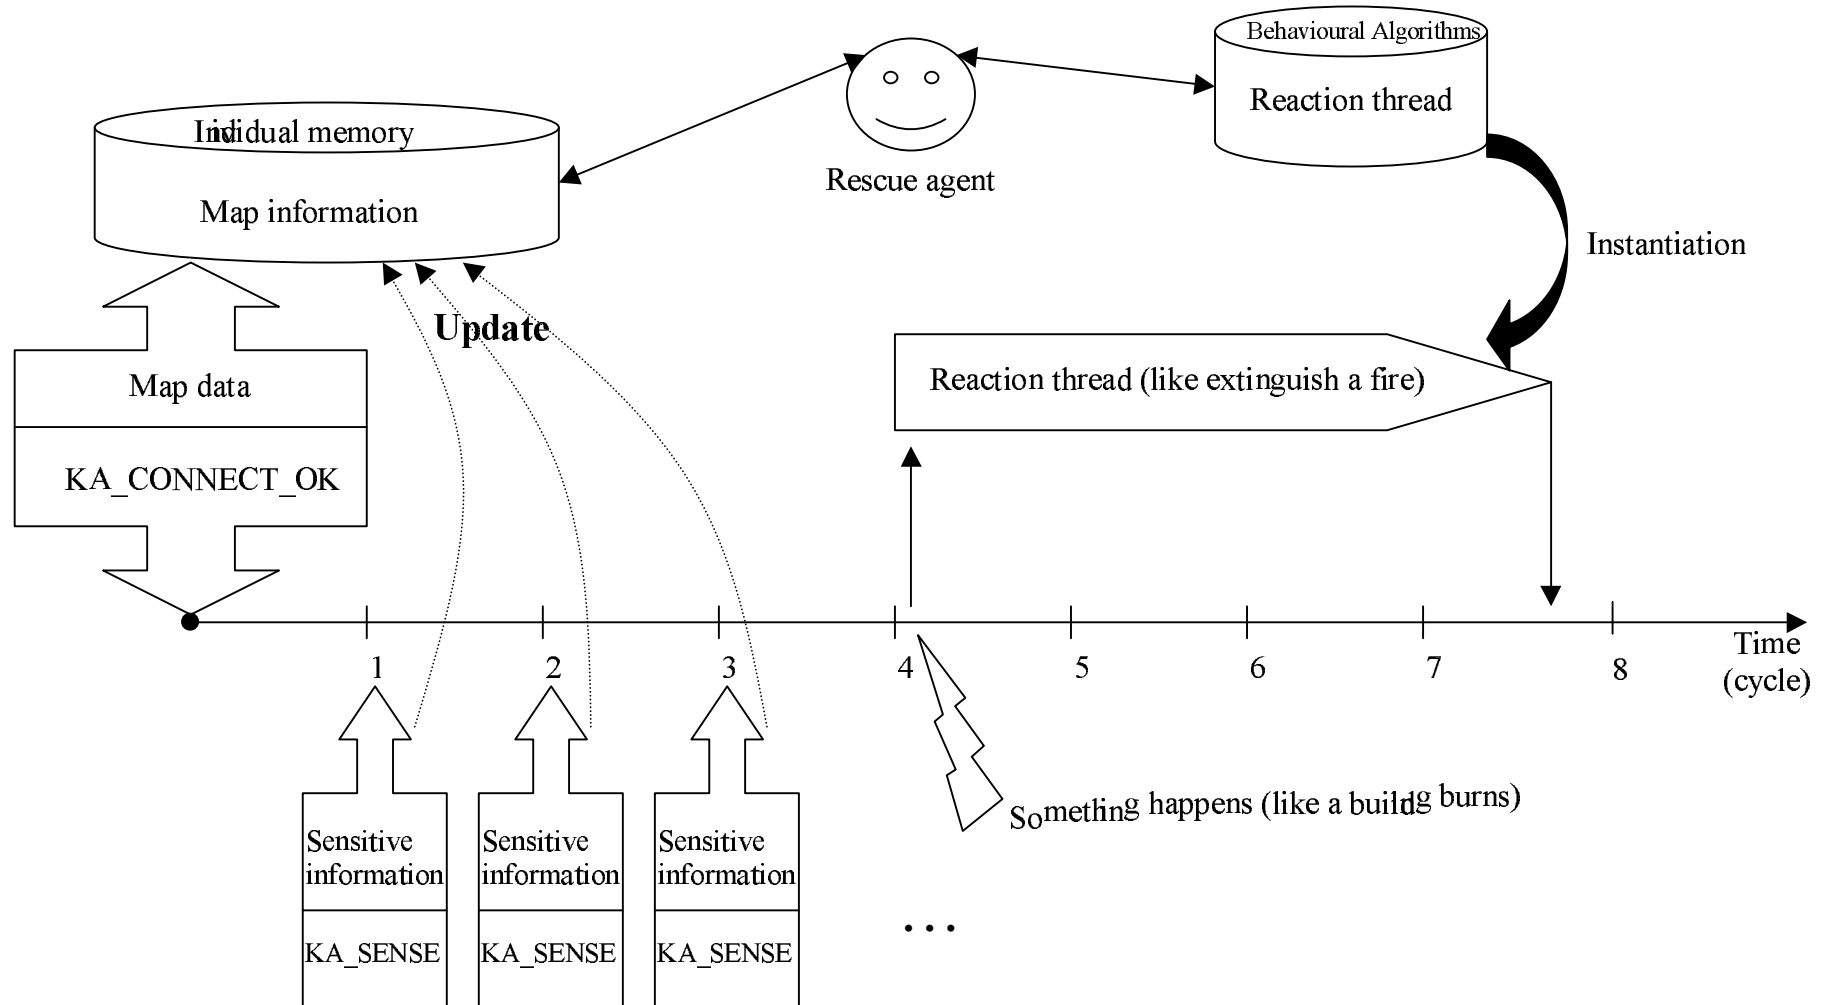 Behavioural Algorithms
Reaction thread
Individual memory
Map information
Rescue agent
Instantiation
Update
Map data
KA_CONNECT_OK
Reaction thread (like extinguish a fire)
1
2
3
4
5
6
7
8
Time
(cycle)
Sensitive
information
KA_SENSE
Sensitive
information
KA_SENSE
Sensitive
information
KA_SENSE
Something happens (like a building burns)
...